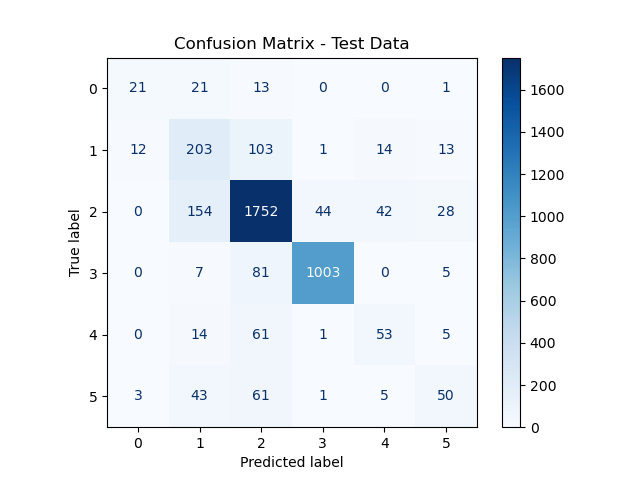 Confusion Matrix - Test Data
True label
0 21 21 13 0 0 1
1 12 203 103 1 14 13
2 0 154 1752 44 42 28
3 0 7 81 1003 0 5
4 0 14 61 1 53 5
5 3 43 61 1 5 50
0 1 2 3 4 5
Predicted label
1600
1400
1200
1000
800
600
400
200
0